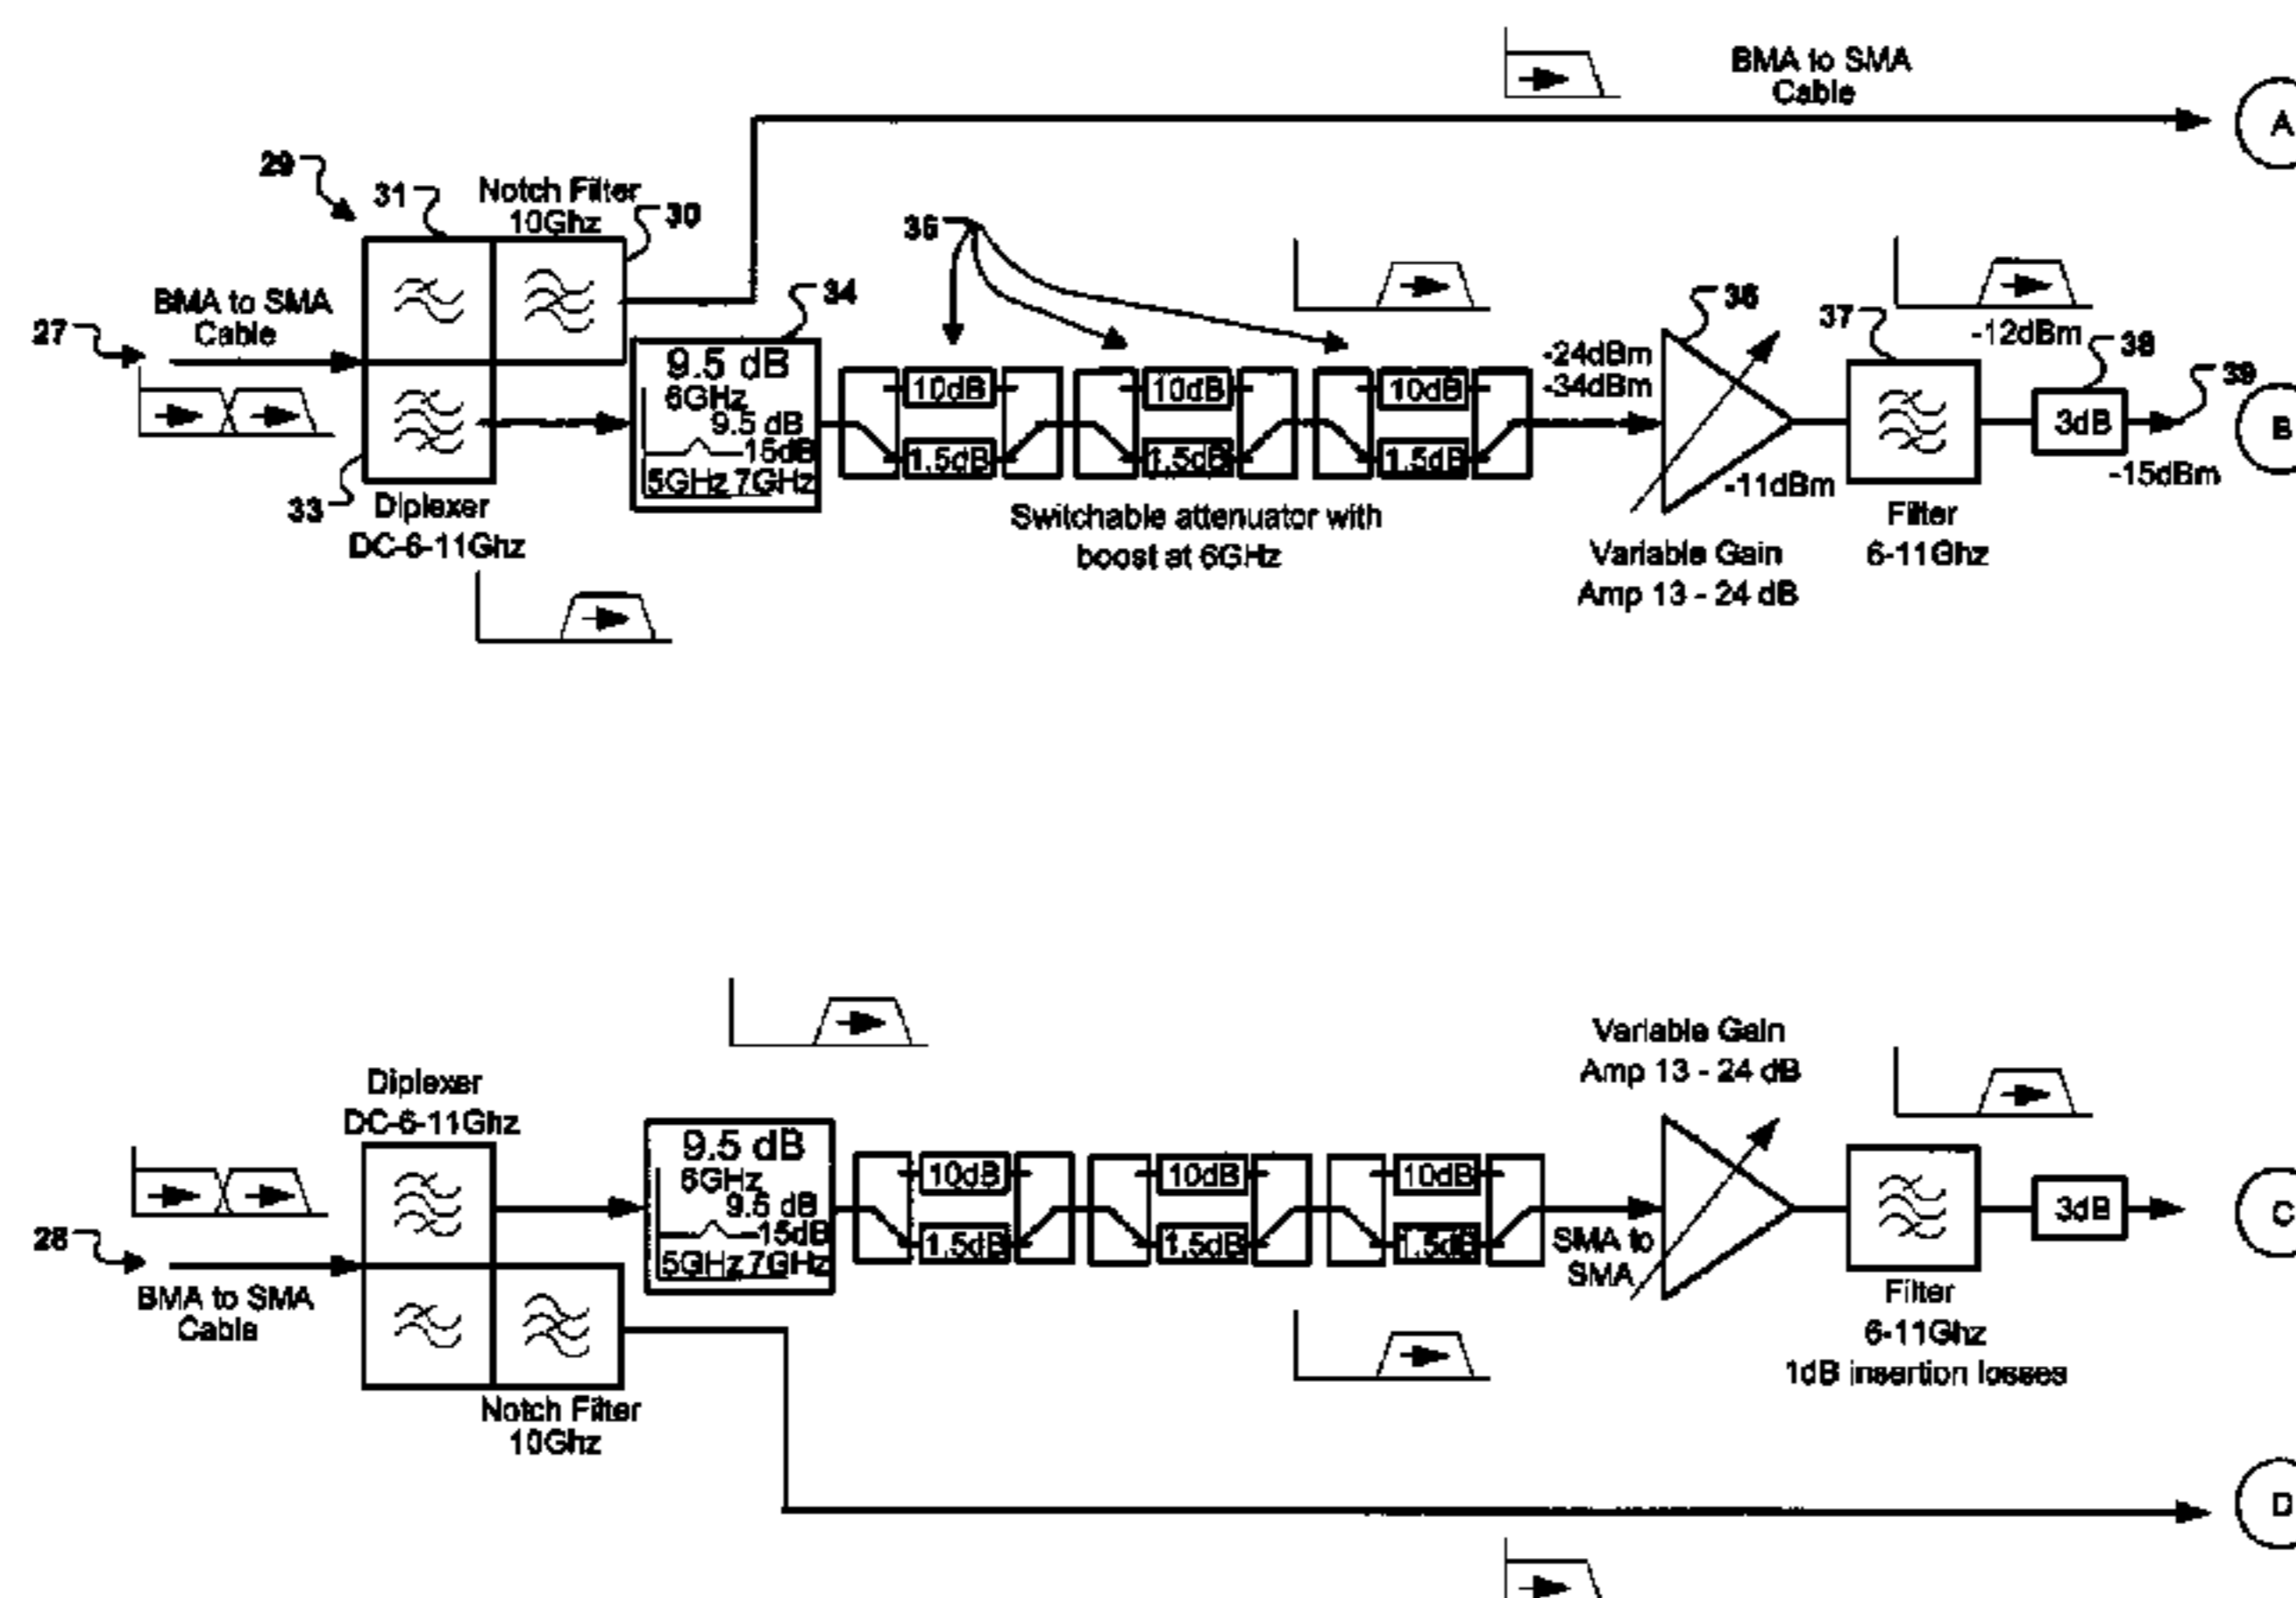 BMA to SMA
Cable
A
29
31
Notch Filter
10Ghz
30
35
34
36
37
-12dBm
38
39
27
BMA to SMA
Cable
9.5 dB
6GHz
9.5 dB
15dB
5GHz 7GHz
10dB
10dB
10dB
1.5dB
1.5dB
1.5dB
-24dBm
-34dBm
-11dBm
3dB
-15dBm
B
33
Diplexer
DC-6-11Ghz
Switchable attenuator with
boost at 6GHz
Variable Gain
Amp 13 - 24 dB
Filter
6-11Ghz
Variable Gain
Amp 13 - 24 dB
Diplexer
DC-6-11Ghz
9.5 dB
6GHz
9.5 dB
15dB
5GHz 7GHz
10dB
10dB
10dB
1.5dB
1.5dB
1.5dB
SMA to
SMA
3dB
C
28
BMA to SMA
Cable
Filter
6-11Ghz
1dB insertion losses
Notch Filter
10Ghz
D